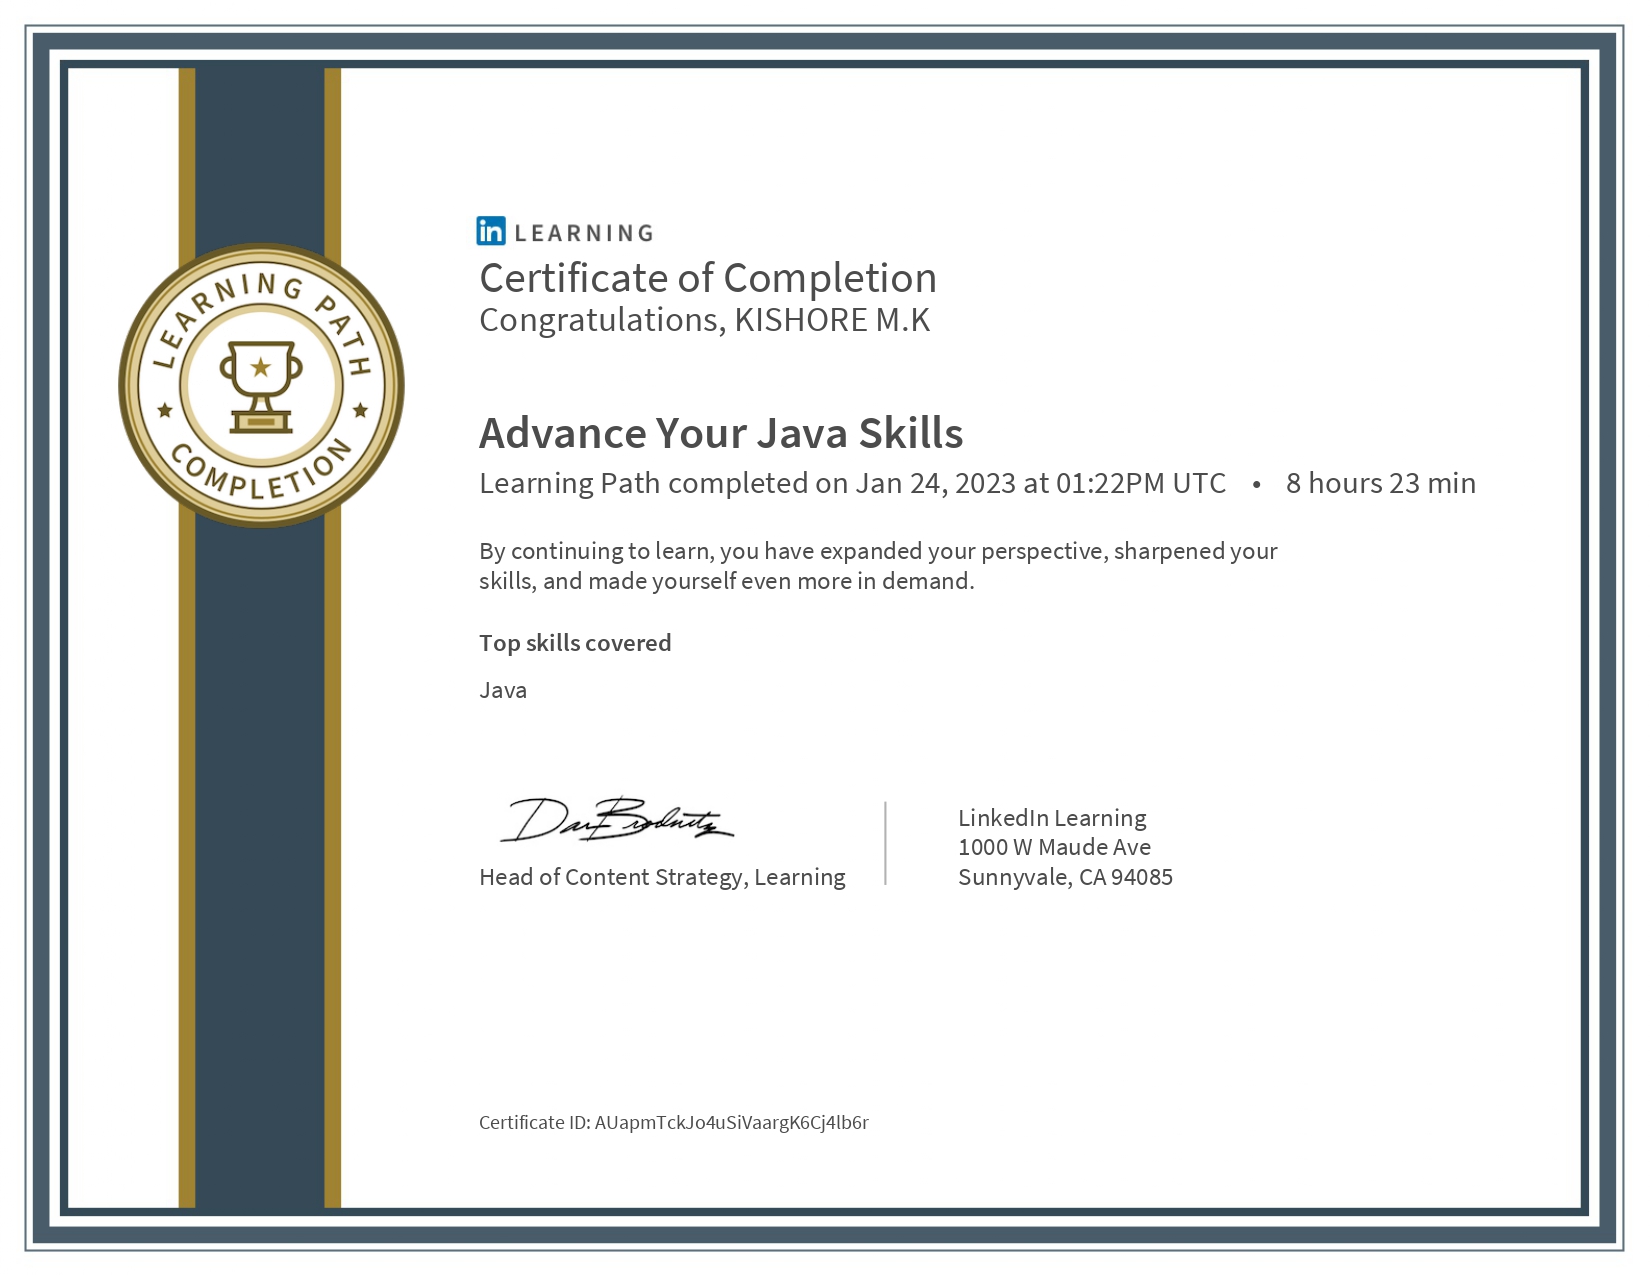 LEARNING PATH
COMPLETION
in LEARNING
Certificate of Completion
Congratulations, KISHORE M.K
Advance Your Java Skills
Learning Path completed on Jan 24, 2023 at 01:22PM UTC • 8 hours 23 min
By continuing to learn, you have expanded your perspective, sharpened your
skills, and made yourself even more in demand.
Top skills covered
Java
Dan Brodnitz
Head of Content Strategy, Learning
LinkedIn Learning
1000 W Maude Ave
Sunnyvale, CA 94085
Certificate ID: AUapmTckJo4uSiVaargK6Cj4lb6r